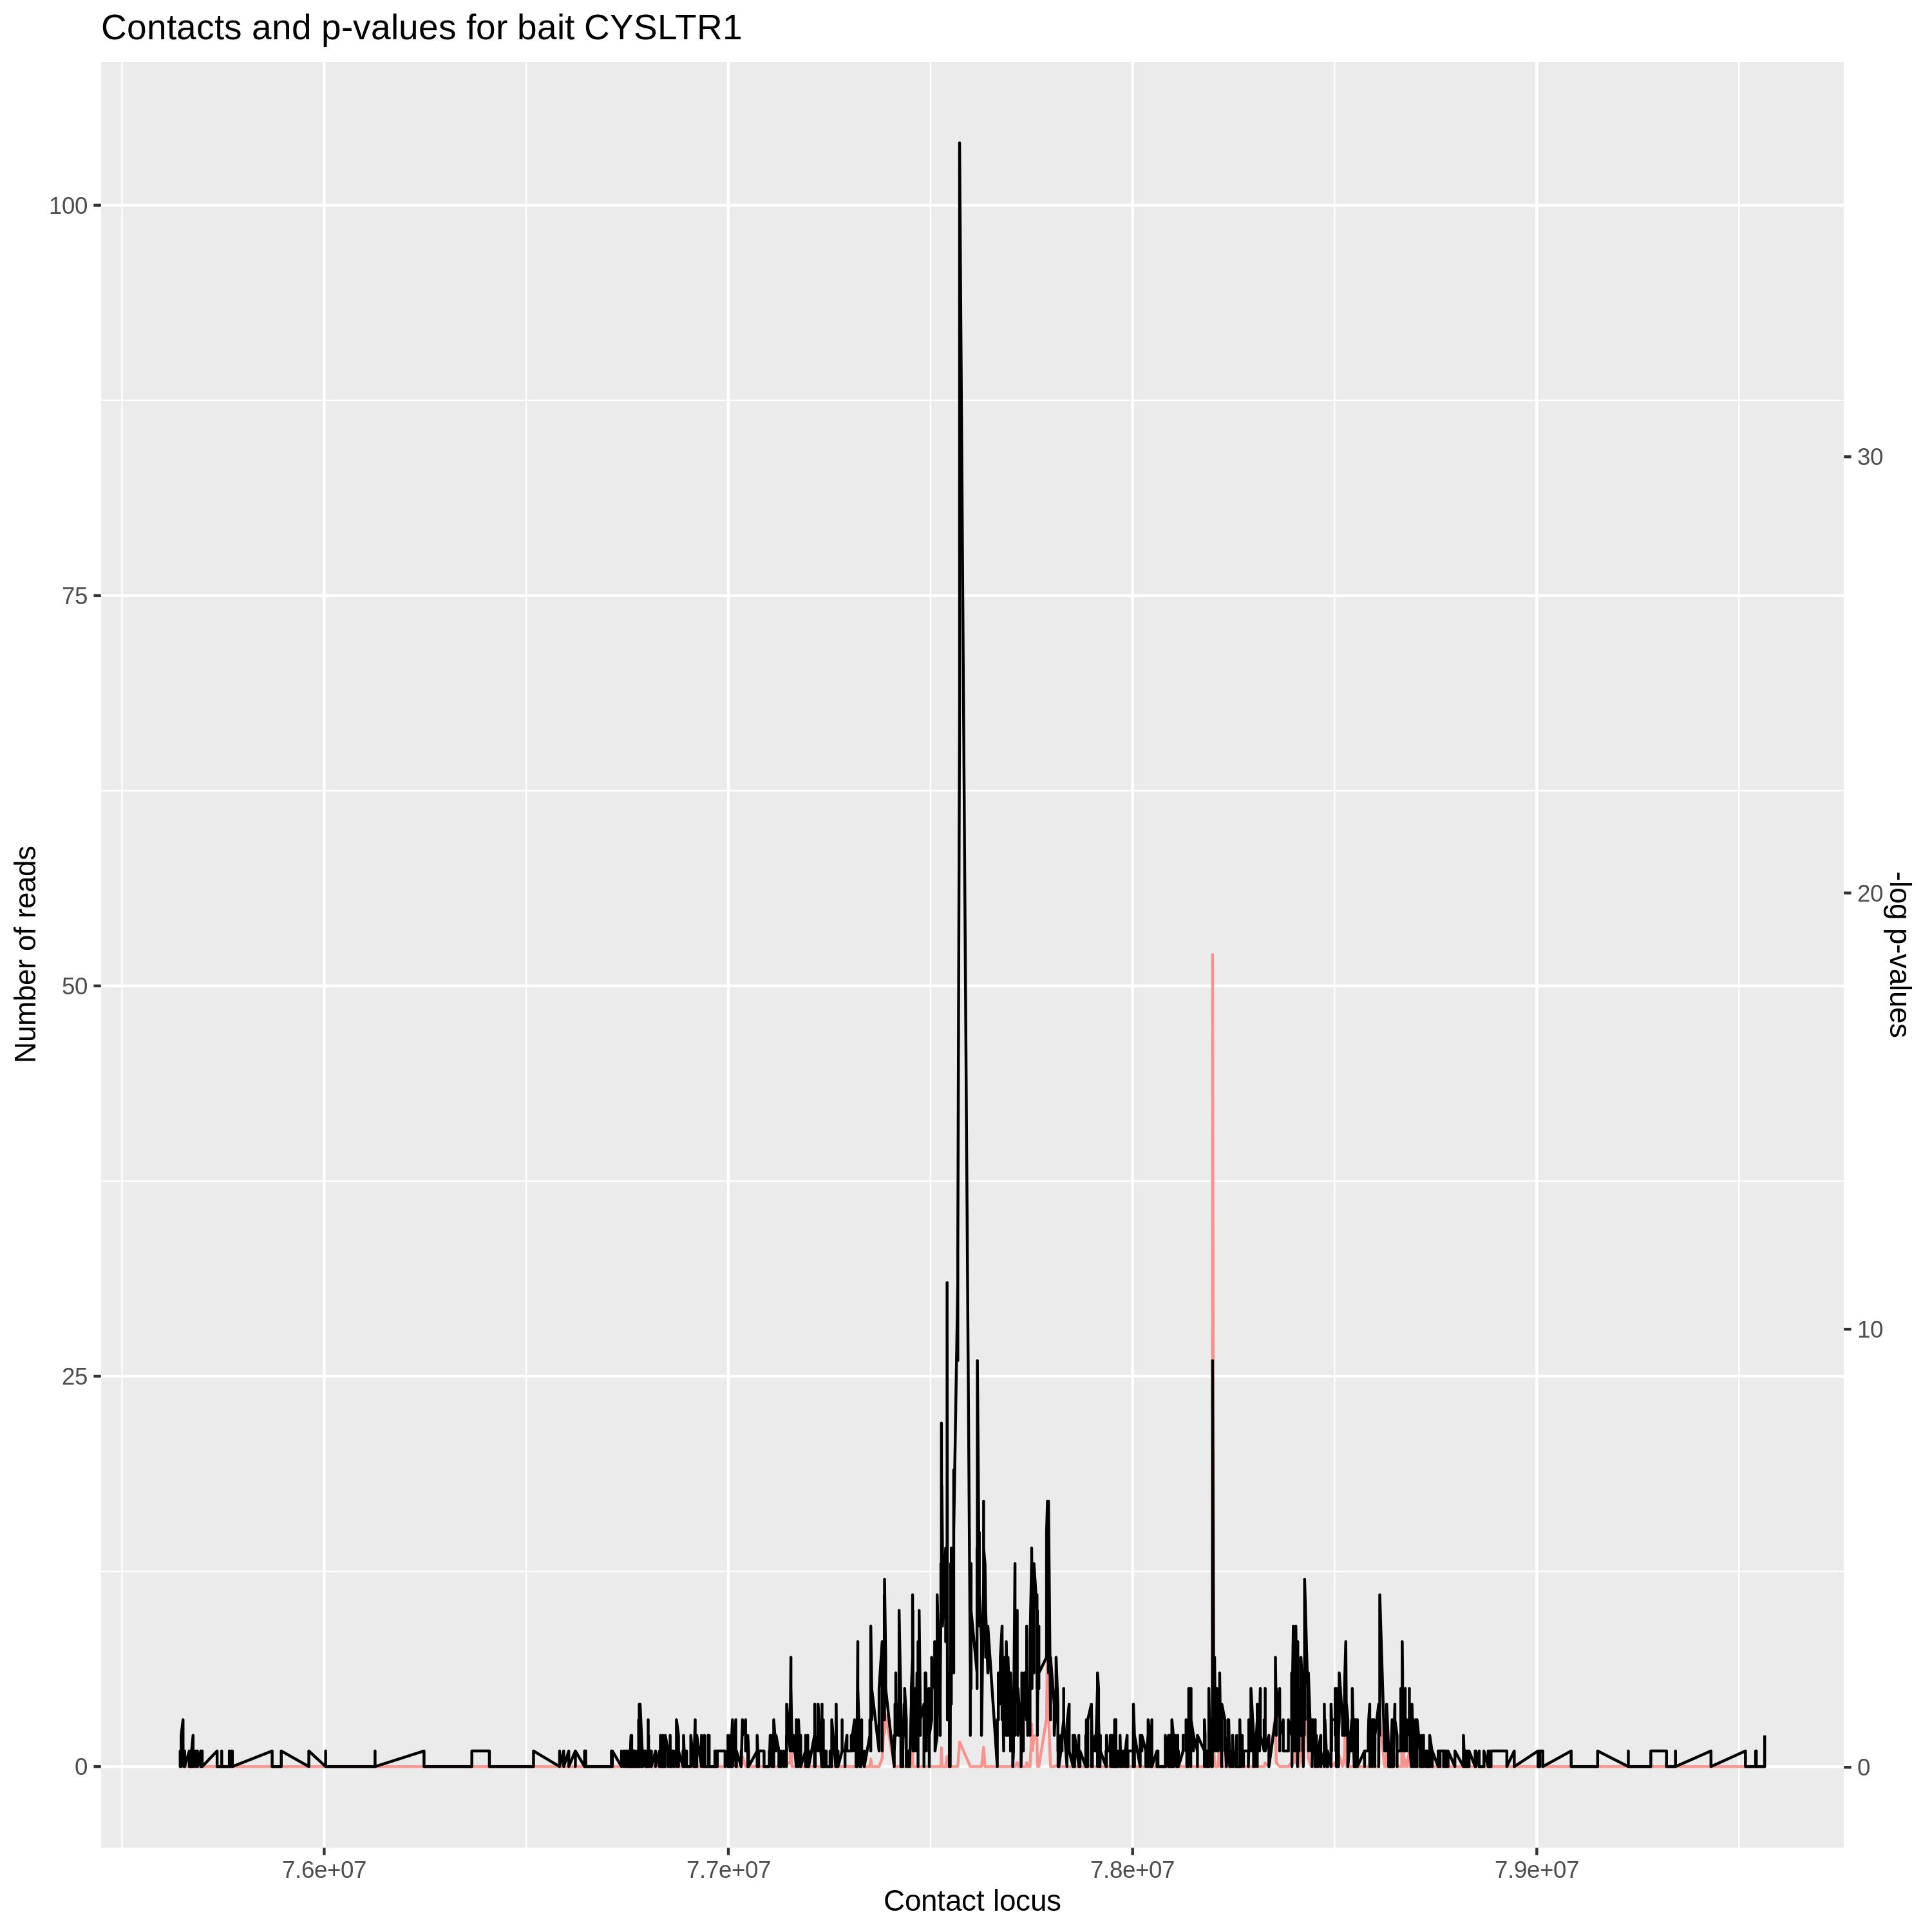 Contacts and p-values for bait CYSLTR1
100
75
50
25
0
Number of reads
30
20
10
0
-log p-values
7.6e+07
7.7e+07
7.8e+07
7.9e+07
Contact locus